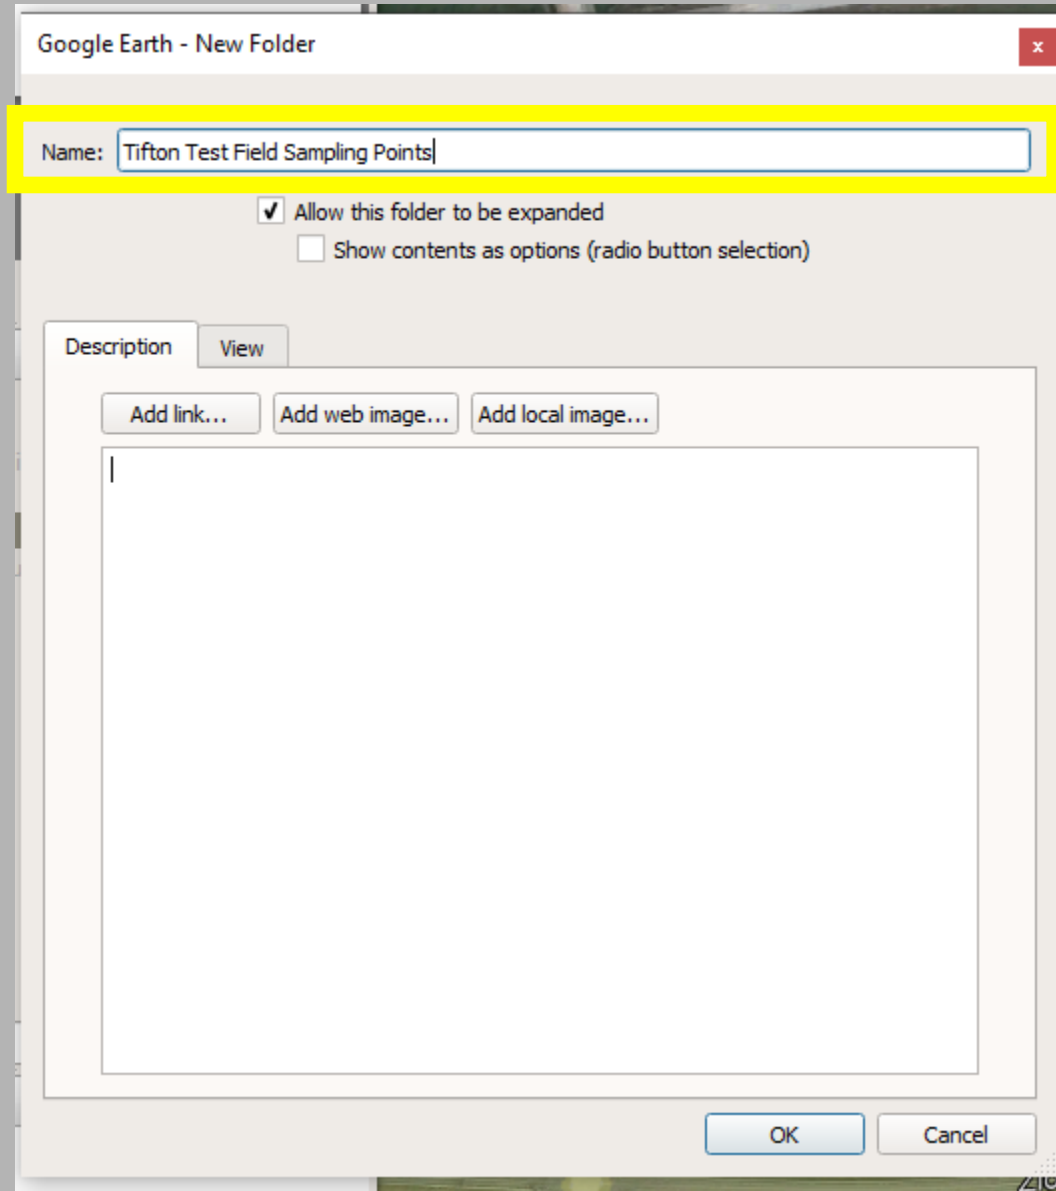 Google Earth - New Folder
x
Name: Tifton Test Field Sampling Points
Allow this folder to be expanded
Show contents as options (radio button selection)
Description View
Add link... Add web image... Add local image...
OK Cancel